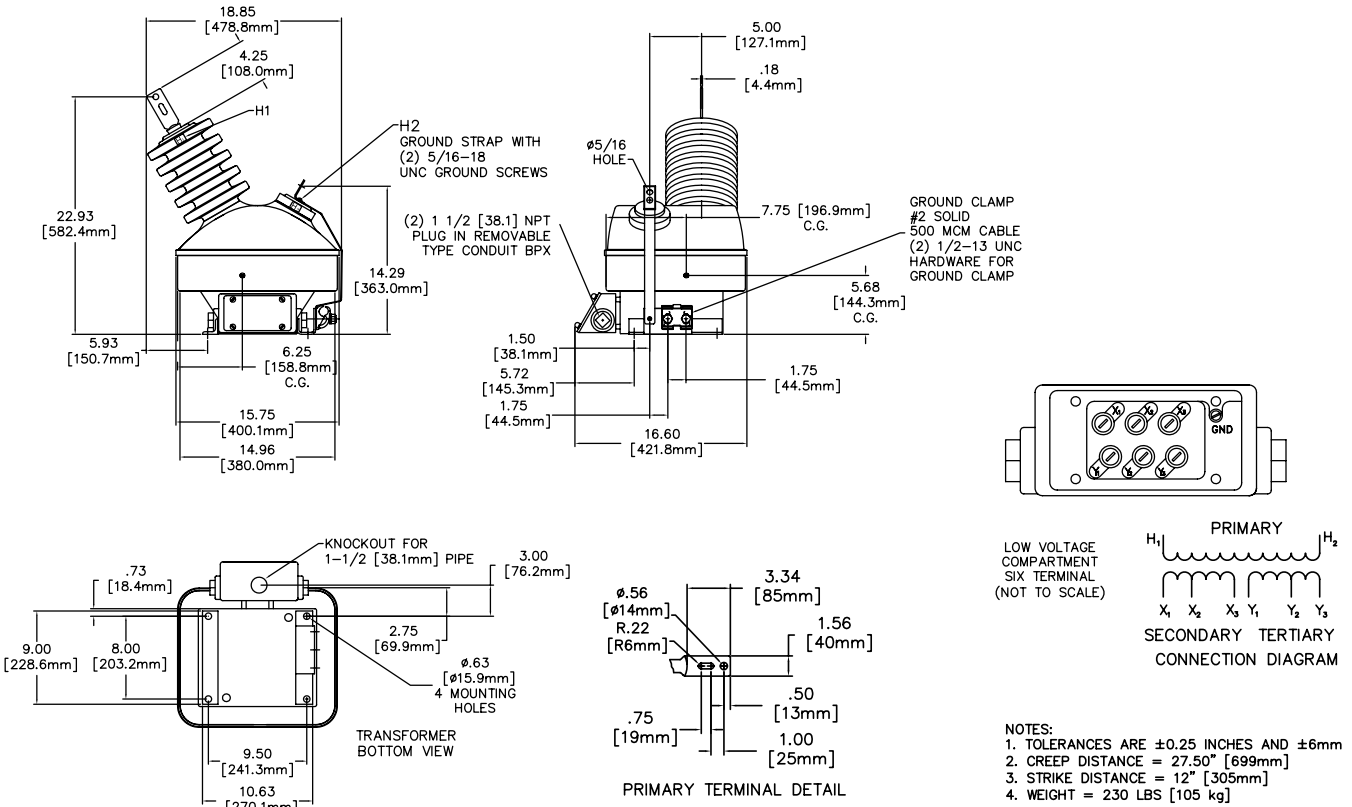 18.85
[478.8mm]
4.25
[108.0mm]
H1
H2
GROUND STRAP WITH
(2) 5/16-18
UNC GROUND SCREWS
22.93
[582.4mm]
14.29
[363.0mm]
5.93
[150.7mm]
6.25
[158.8mm]
C.G.
15.75
[400.1mm]
14.96
[380.0mm]
5.00
[127.1mm]
.18
[4.4mm]
ø5/16
HOLE
(2) 1 1/2 [38.1] NPT
PLUG IN REMOVABLE
TYPE CONDUIT BPX
7.75 [196.9mm]
C.G.
GROUND CLAMP
#2 SOLID
500 MCM CABLE
(2) 1/2-13 UNC
HARDWARE FOR
GROUND CLAMP
5.68
[144.3mm]
C.G.
1.50
[38.1mm]
5.72
[145.3mm]
1.75
[44.5mm]
1.75
[44.5mm]
16.60
[421.8mm]
X1 X2 X3
GND
Y1 Y2 Y3
LOW VOLTAGE
COMPARTMENT
SIX TERMINAL
(NOT TO SCALE)
PRIMARY
H1 H2
X1 X2 X3 Y1 Y2 Y3
SECONDARY TERTIARY
CONNECTION DIAGRAM
KNOCKOUT FOR
1-1/2 [38.1mm] PIPE
3.00
[76.2mm]
.73
[18.4mm]
2.75
[69.9mm]
9.00
[228.6mm]
8.00
[203.2mm]
ø.63
[ø15.9mm]
4 MOUNTING
HOLES
TRANSFORMER
BOTTOM VIEW
9.50
[241.3mm]
10.63
[270.1mm]
3.34
[85mm]
ø.56
[ø14mm]
R.22
[R6mm]
1.56
[40mm]
.50
[13mm]
.75
[19mm]
1.00
[25mm]
PRIMARY TERMINAL DETAIL
NOTES:
1. TOLERANCES ARE ±0.25 INCHES AND ±6mm
2. CREEP DISTANCE = 27.50" [699mm]
3. STRIKE DISTANCE = 12" [305mm]
4. WEIGHT = 230 LBS [105 kg]